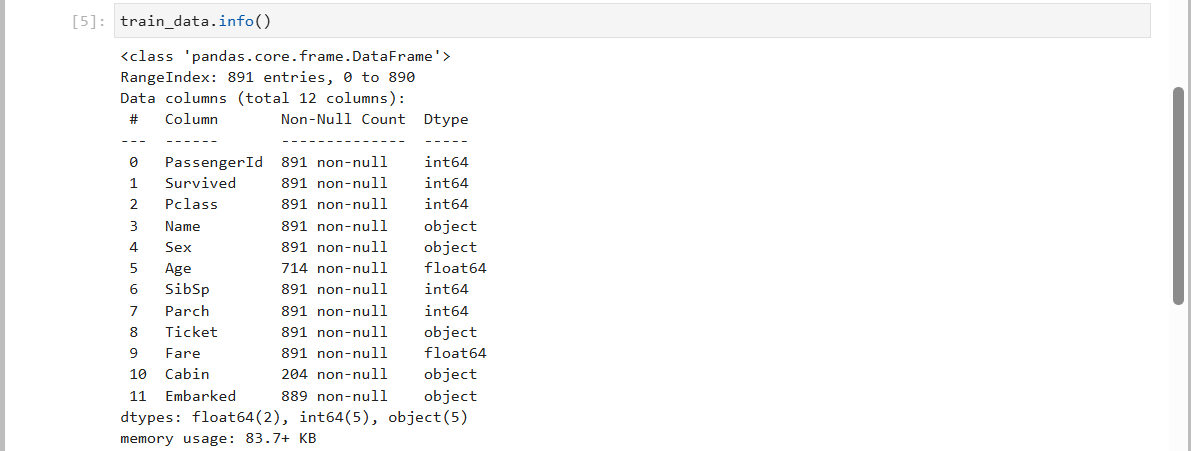 [5]: train_data.info()
<class 'pandas.core.frame.DataFrame'>
RangeIndex: 891 entries, 0 to 890
Data columns (total 12 columns):
 #   Column       Non-Null Count  Dtype
---  ------       --------------  -----
 0   PassengerId  891 non-null    int64
 1   Survived     891 non-null    int64
 2   Pclass       891 non-null    int64
 3   Name         891 non-null    object
 4   Sex          891 non-null    object
 5   Age          714 non-null    float64
 6   SibSp        891 non-null    int64
 7   Parch        891 non-null    int64
 8   Ticket       891 non-null    object
 9   Fare         891 non-null    float64
 10  Cabin        204 non-null    object
 11  Embarked     889 non-null    object
dtypes: float64(2), int64(5), object(5)
memory usage: 83.7+ KB